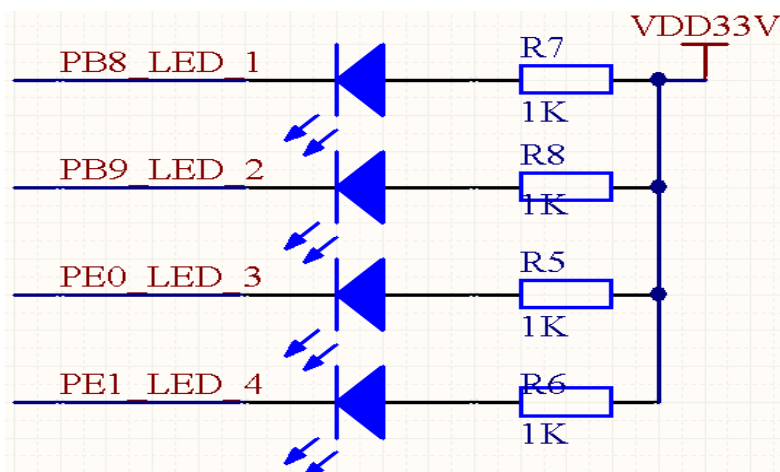 VDD33V
PB8_LED_1
R7
1K
PB9_LED_2
R8
1K
PE0_LED_3
R5
1K
PE1_LED_4
R6
1K